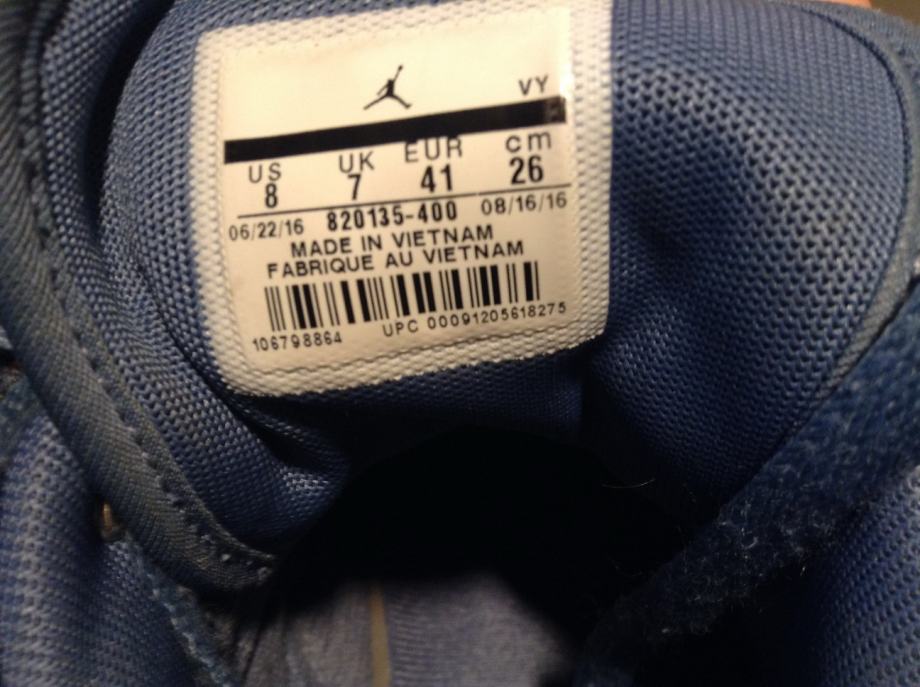 VY
US UK EUR cm
8 7 41 26
06/22/16 820135-400 08/16/16
MADE IN VIETNAM
FABRIQUE AU VIETNAM
106798864 UPC 00091205618275